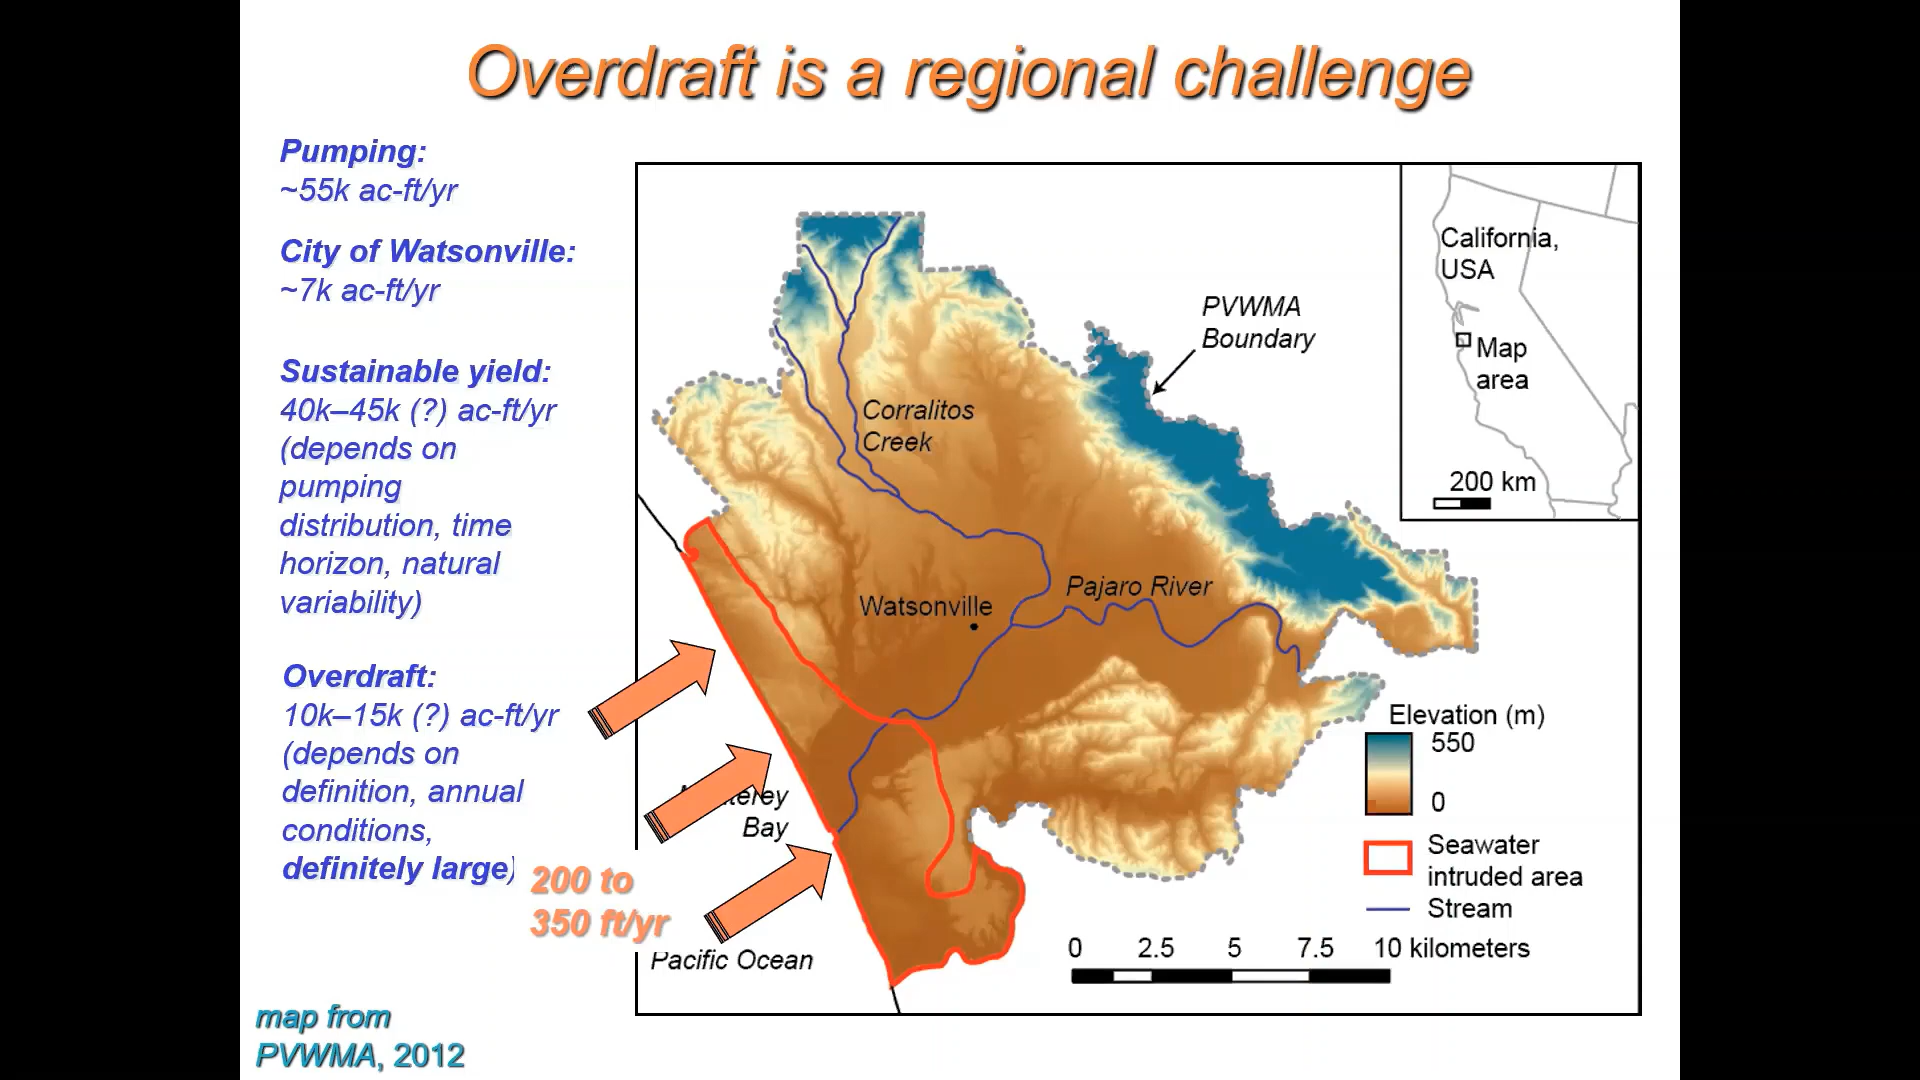 Overdraft is a regional challenge
Pumping:
~55k ac-ft/yr
City of Watsonville:
~7k ac-ft/yr
Sustainable yield:
40k–45k (?) ac-ft/yr
(depends on
pumping
distribution, time
horizon, natural
variability)
Overdraft:
10k–15k (?) ac-ft/yr
(depends on
definition, annual
conditions,
definitely large)
200 to
350 ft/yr
map from
PVWMA, 2012
PVWMA
Boundary
Corralitos
Creek
Watsonville
Pajaro River
Bay
Pacific Ocean
California,
USA
Map
area
200 km
Elevation (m)
550
0
Seawater
intruded area
Stream
0 2.5 5 7.5 10 kilometers